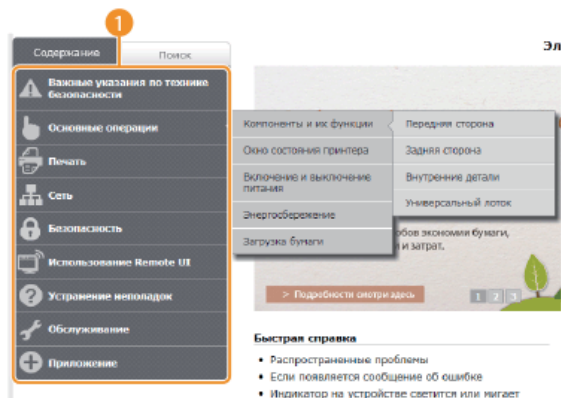 1
Содержание
Поиск
Эл
Важные указания по технике
безопасности
Основные операции
Печать
Сеть
Безопасность
Использование Remote UI
Устранение неполадок
Обслуживание
Приложение
Компоненты и их функции
Окно состояния принтера
Включение и выключение
питания
Энергосбережение
Загрузка бумаги
Передняя сторона
Задняя сторона
Внутренние детали
Универсальный лоток
обов экономии бумаги,
и затрат.
> Подробности смотри здесь
1 2 3
Быстрая справка
• Распространенные проблемы
• Если появляется сообщение об ошибке
• Индикатор на устройстве светится или мигает